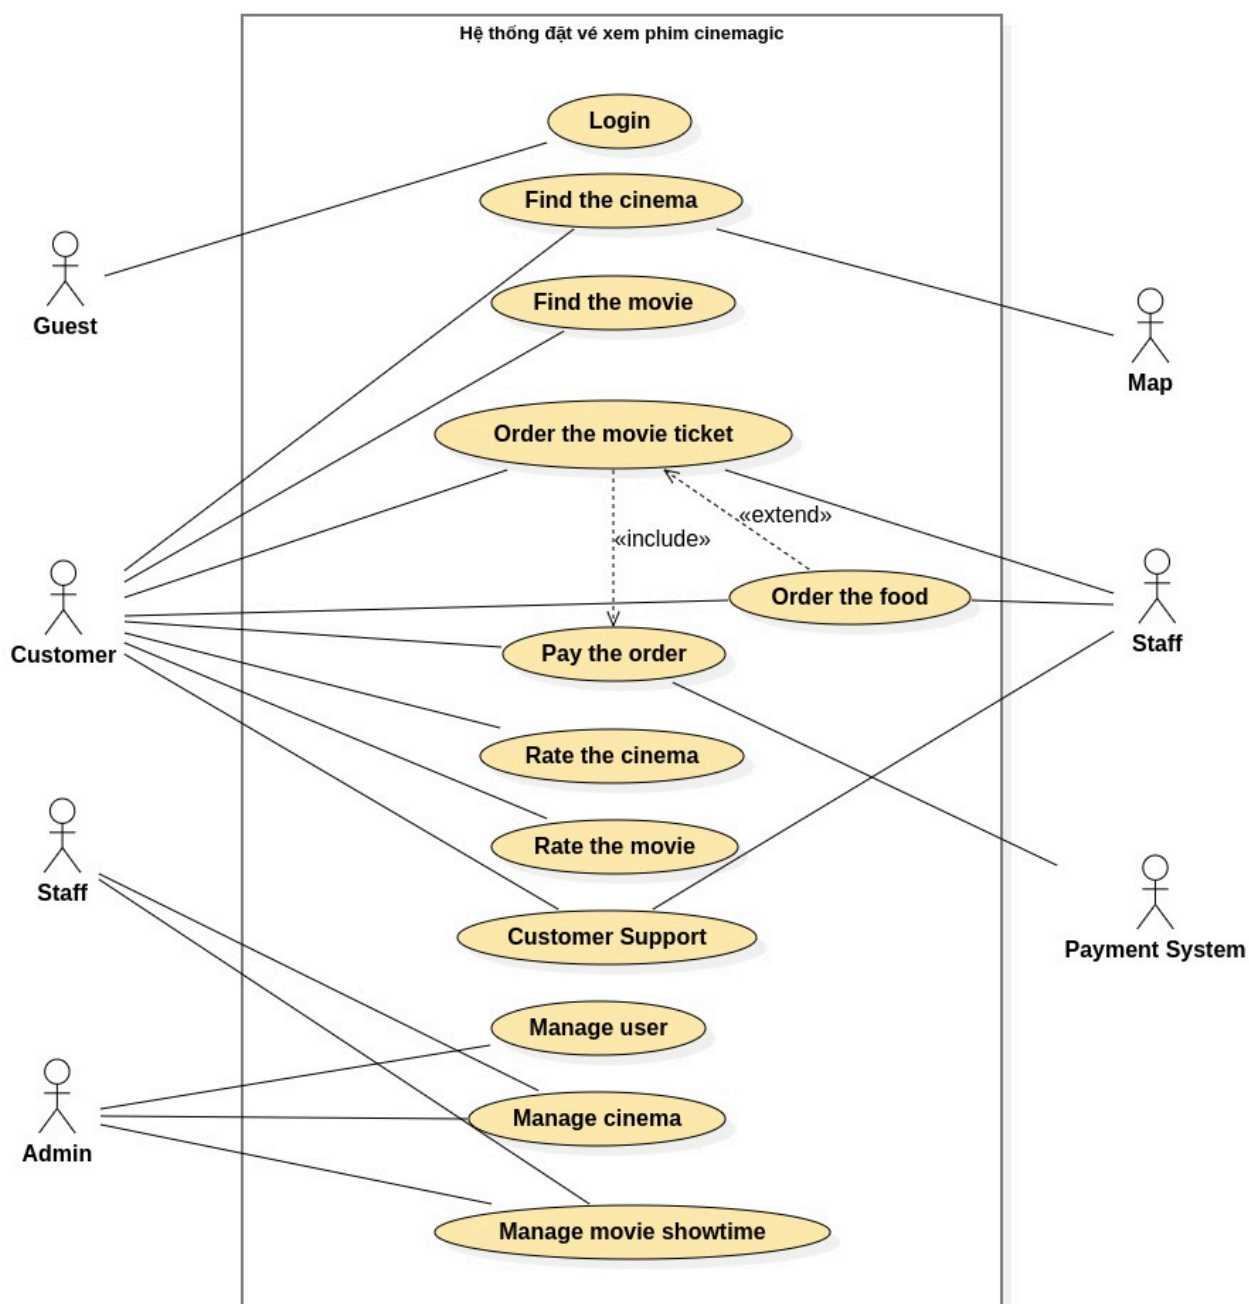 Hệ thống đặt vé xem phim cinemagic
Login
Find the cinema
Guest
Find the movie
Map
Order the movie ticket
«extend»
«include»
Order the food
Customer
Pay the order
Staff
Rate the cinema
Rate the movie
Staff
Customer Support
Payment System
Manage user
Manage cinema
Admin
Manage movie showtime